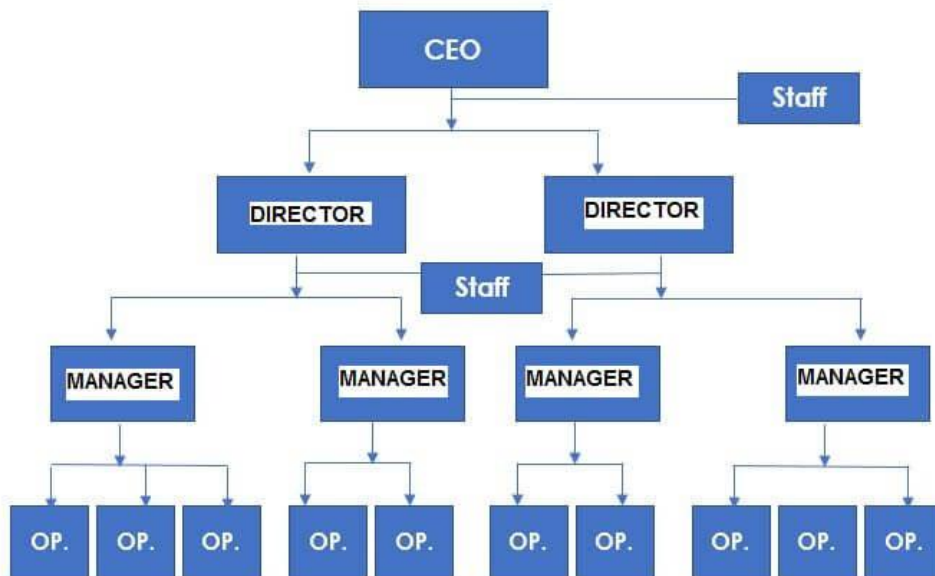 CEO
Staff
DIRECTOR
DIRECTOR
Staff
MANAGER
MANAGER
MANAGER
MANAGER
OP.
OP.
OP.
OP.
OP.
OP.
OP.
OP.
OP.
OP.